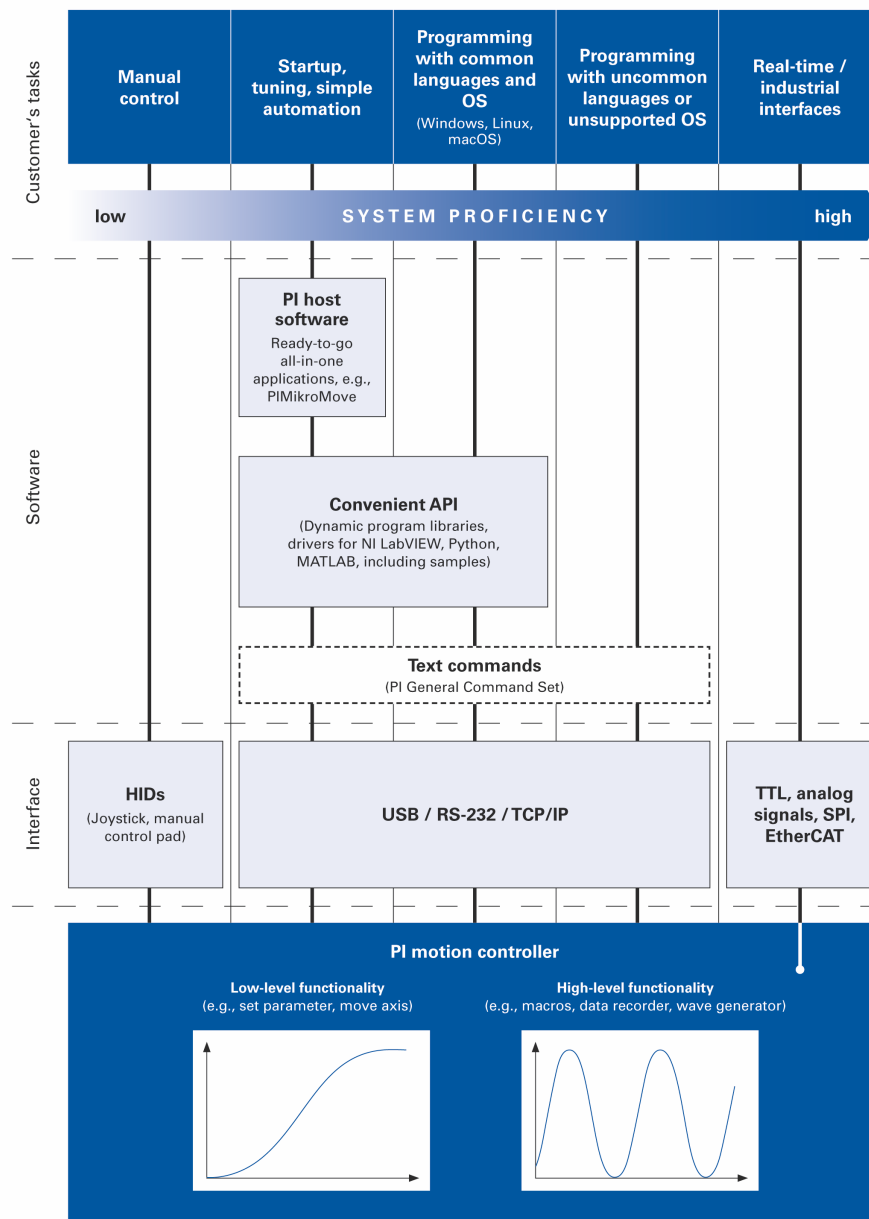 Customer's tasks
Manual
control
Startup,
tuning, simple
automation
Programming
with common
languages and
OS
(Windows, Linux,
macOS)
Programming
with uncommon
languages or
unsupported OS
Real-time /
industrial
interfaces
low
SYSTEM PROFICIENCY
high
Software
PI host
software
Ready-to-go
all-in-one
applications, e.g.,
PIMikroMove
Convenient API
(Dynamic program libraries,
drivers for NI LabVIEW, Python,
MATLAB, including samples)
Text commands
(PI General Command Set)
Interface
HIDs
(Joystick, manual
control pad)
USB / RS-232 / TCP/IP
TTL, analog
signals, SPI,
EtherCAT
PI motion controller
Low-level functionality
(e.g., set parameter, move axis)
High-level functionality
(e.g., macros, data recorder, wave generator)